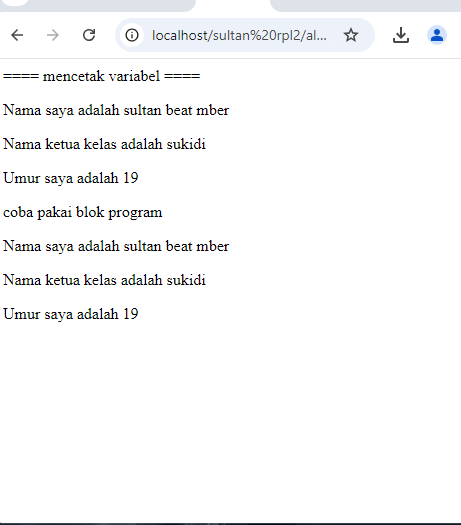 localhost/sultan%20rpl2/al...
==== mencetak variabel ====
Nama saya adalah sultan beat mber
Nama ketua kelas adalah sukidi
Umur saya adalah 19
coba pakai blok program
Nama saya adalah sultan beat mber
Nama ketua kelas adalah sukidi
Umur saya adalah 19